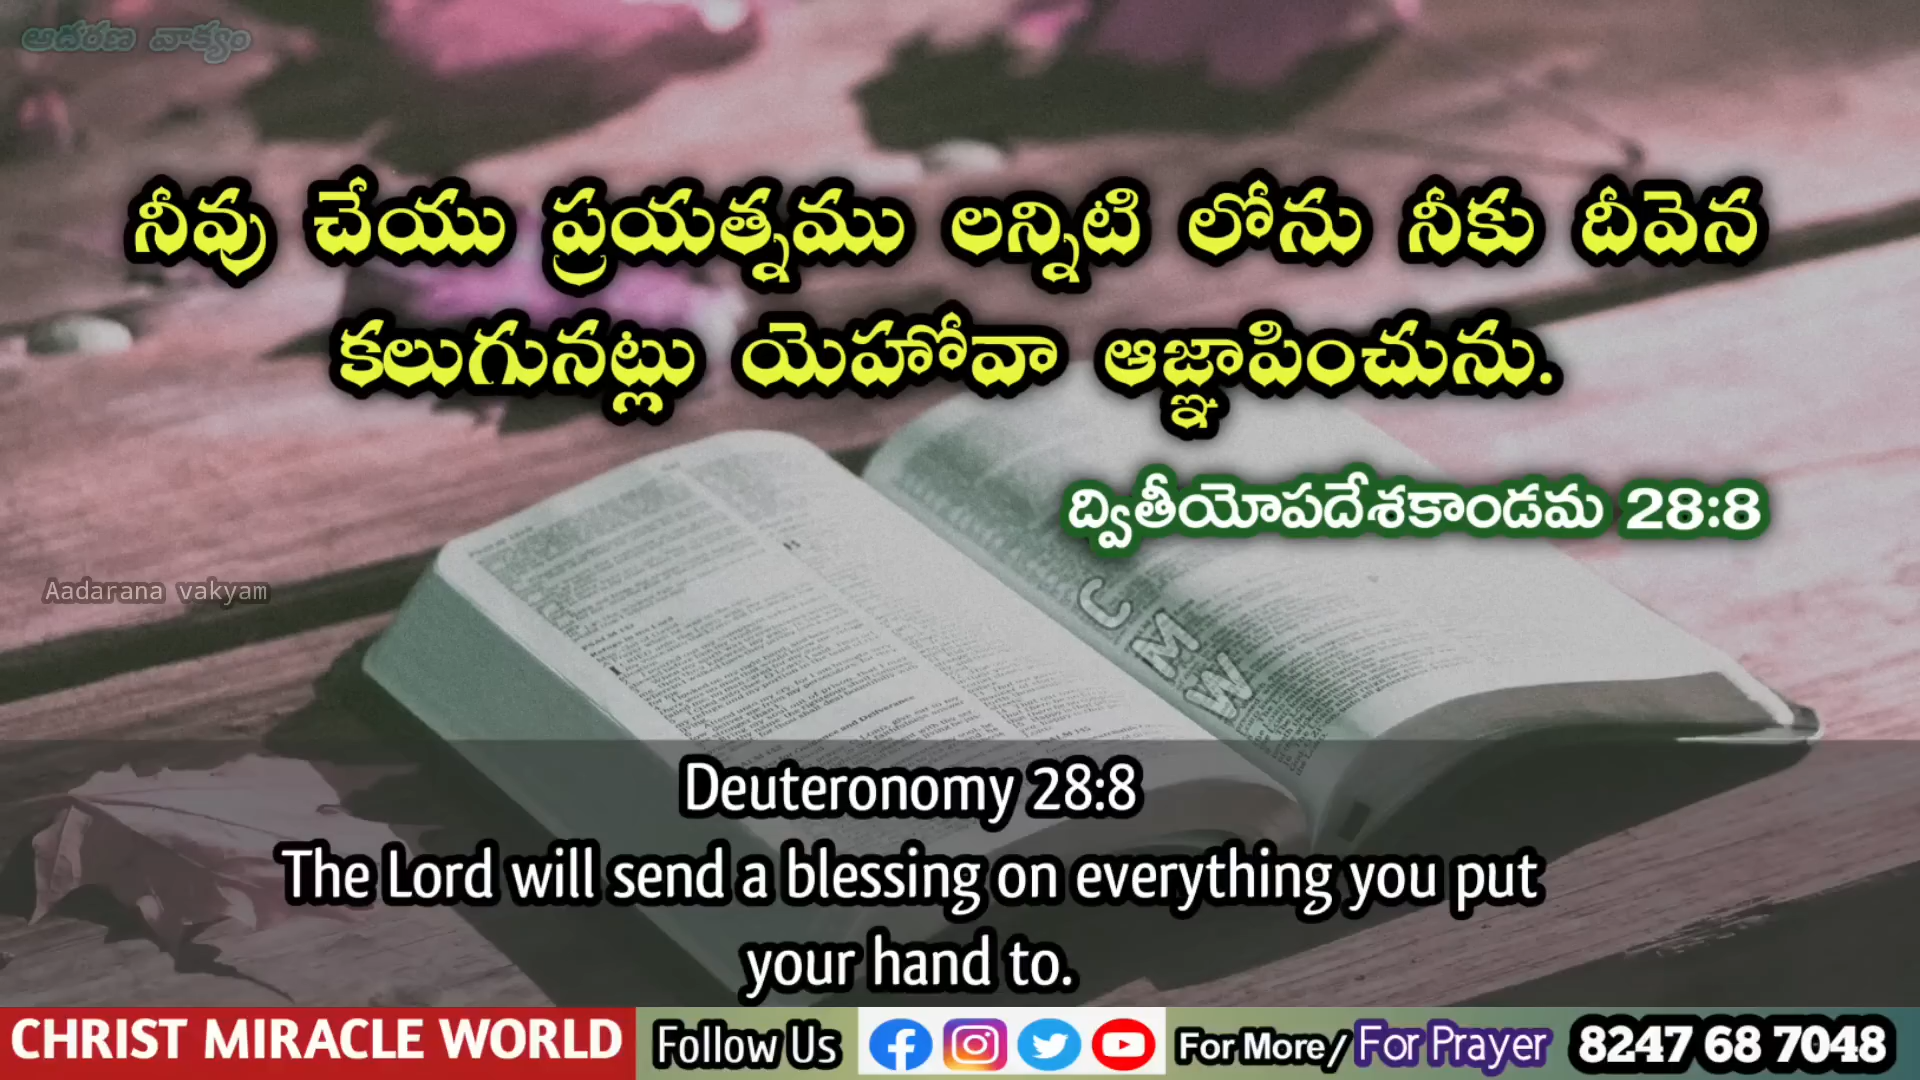 ఆదరణ వాక్యం
నీవు చేయు ప్రయత్నము లన్నిటి లోను నీకు దీవెన
కలుగునట్లు యెహోవా ఆజ్ఞాపించును.
ద్వితీయోపదేశకాండమ 28:8
Aadarana vakyam
C
M
W
Deuteronomy 28:8
The Lord will send a blessing on everything you put
your hand to.
CHRIST MIRACLE WORLD Follow Us For More/ For Prayer 8247 68 7048